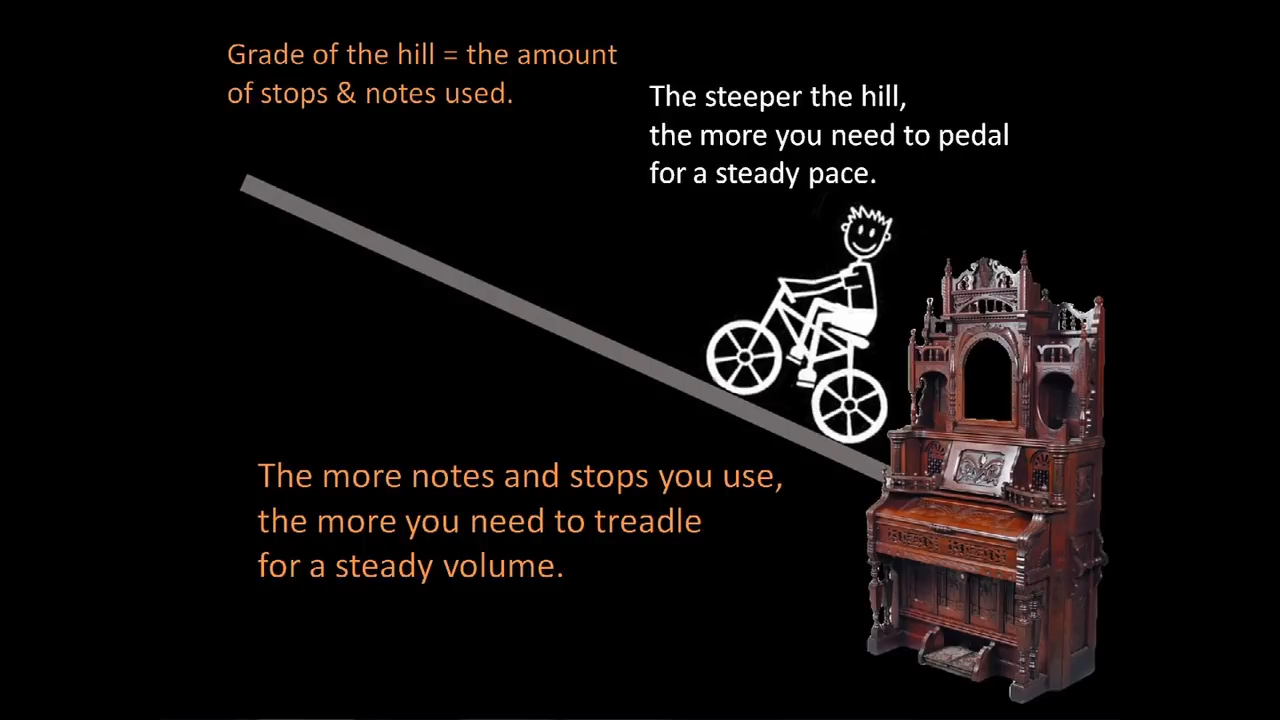 Grade of the hill = the amount
of stops & notes used.
The steeper the hill,
the more you need to pedal
for a steady pace.
The more notes and stops you use,
the more you need to treadle
for a steady volume.